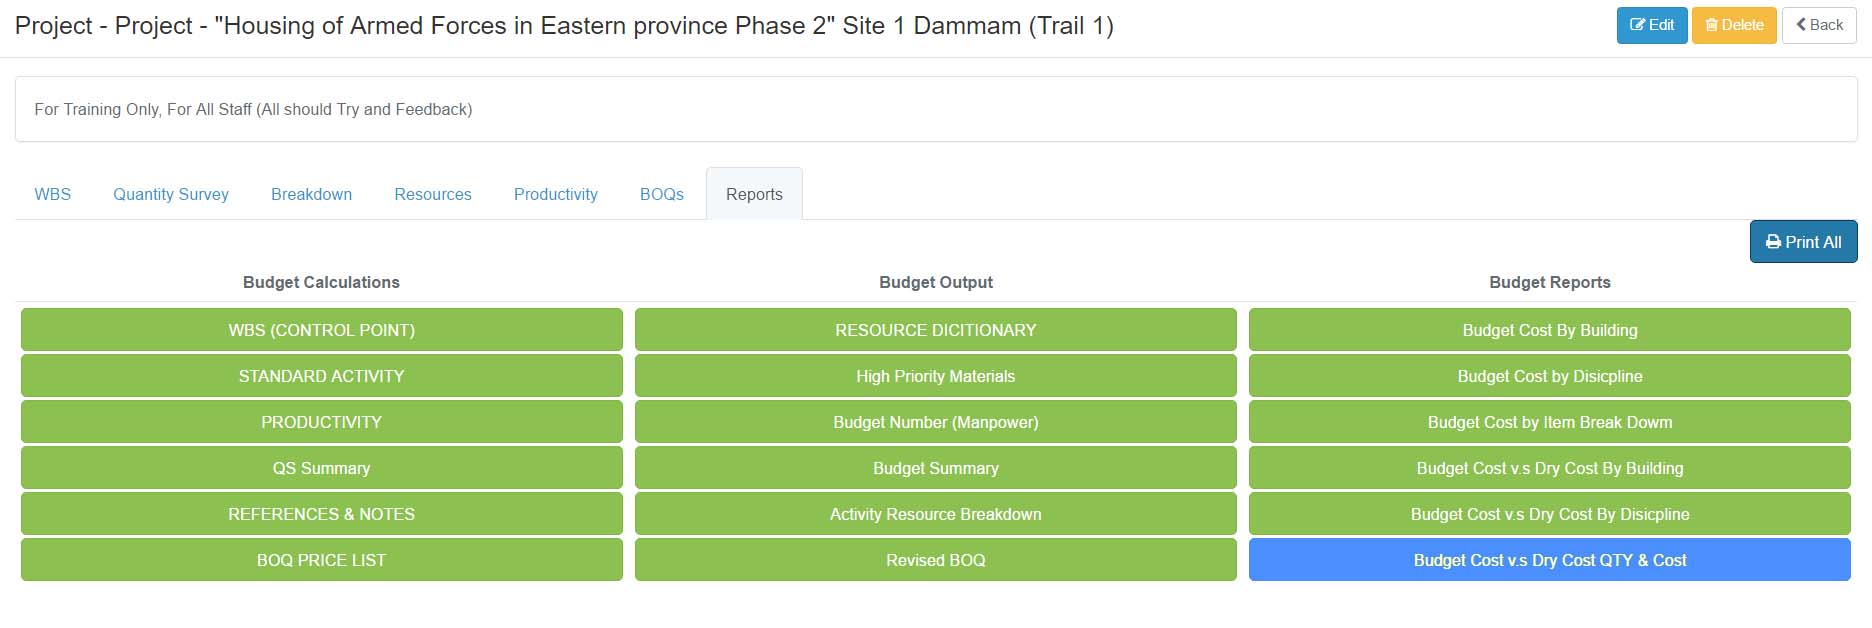 Project - Project - "Housing of Armed Forces in Eastern province Phase 2" Site 1 Dammam (Trail 1)
Edit
Delete
Back
For Training Only, For All Staff (All should Try and Feedback)
WBS
Quantity Survey
Breakdown
Resources
Productivity
BOQs
Reports
Print All
Budget Calculations
Budget Output
Budget Reports
WBS (CONTROL POINT)
RESOURCE DICITIONARY
Budget Cost By Building
STANDARD ACTIVITY
High Priority Materials
Budget Cost by Disicpline
PRODUCTIVITY
Budget Number (Manpower)
Budget Cost by Item Break Dowm
QS Summary
Budget Summary
Budget Cost v.s Dry Cost By Building
REFERENCES & NOTES
Activity Resource Breakdown
Budget Cost v.s Dry Cost By Disicpline
BOQ PRICE LIST
Revised BOQ
Budget Cost v.s Dry Cost QTY & Cost